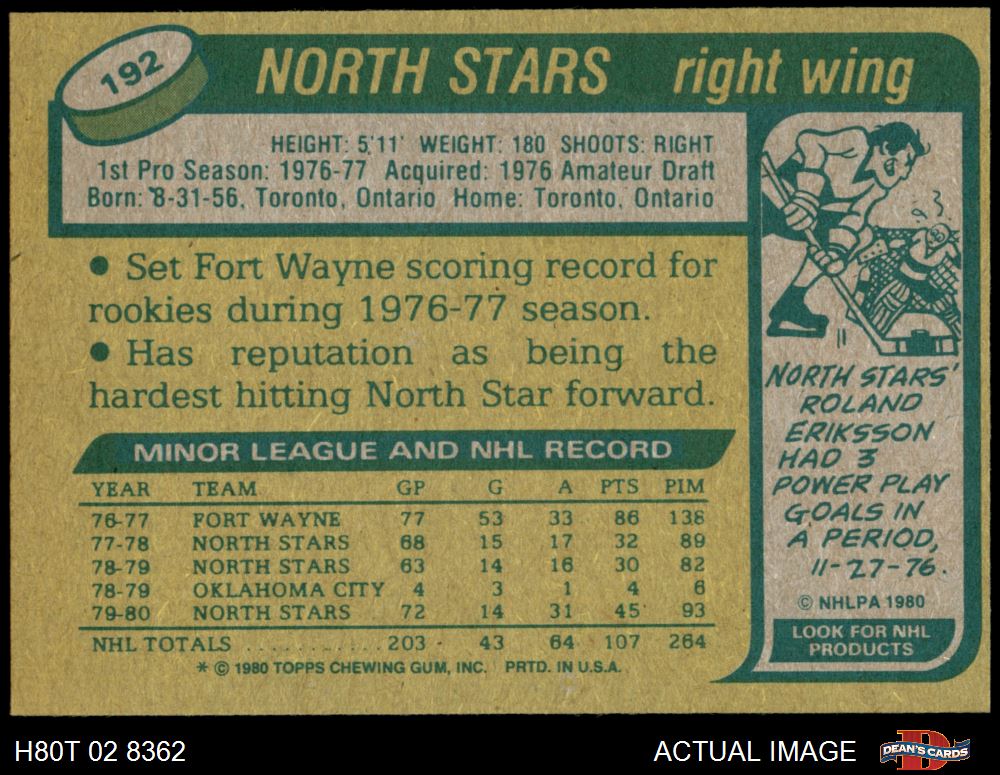 192
NORTH STARS right wing
HEIGHT: 5'11' WEIGHT: 180 SHOOTS: RIGHT
1st Pro Season: 1976-77 Acquired: 1976 Amateur Draft
Born: 8-31-56, Toronto, Ontario Home: Toronto, Ontario
• Set Fort Wayne scoring record for
rookies during 1976-77 season.
• Has reputation as being the
hardest hitting North Star forward.
MINOR LEAGUE AND NHL RECORD
YEAR TEAM GP G A PTS PIM
76-77 FORT WAYNE 77 53 33 86 138
77-78 NORTH STARS 68 15 17 32 89
78-79 NORTH STARS 63 14 16 30 82
78-79 OKLAHOMA CITY 4 3 1 4 6
79-80 NORTH STARS 72 14 31 45 93
NHL TOTALS ............ 203 43 64 107 264
* © 1980 TOPPS CHEWING GUM, INC. PRTD. IN U.S.A.
? 3 .
NORTH STARS'
ROLAND
ERIKSSON
HAD 3
POWER PLAY
GOALS IN
A PERIOD,
11-27-76.
© NHLPA 1980
LOOK FOR NHL
PRODUCTS
H80T 02 8362
ACTUAL IMAGE
D
DEAN'S CARDS